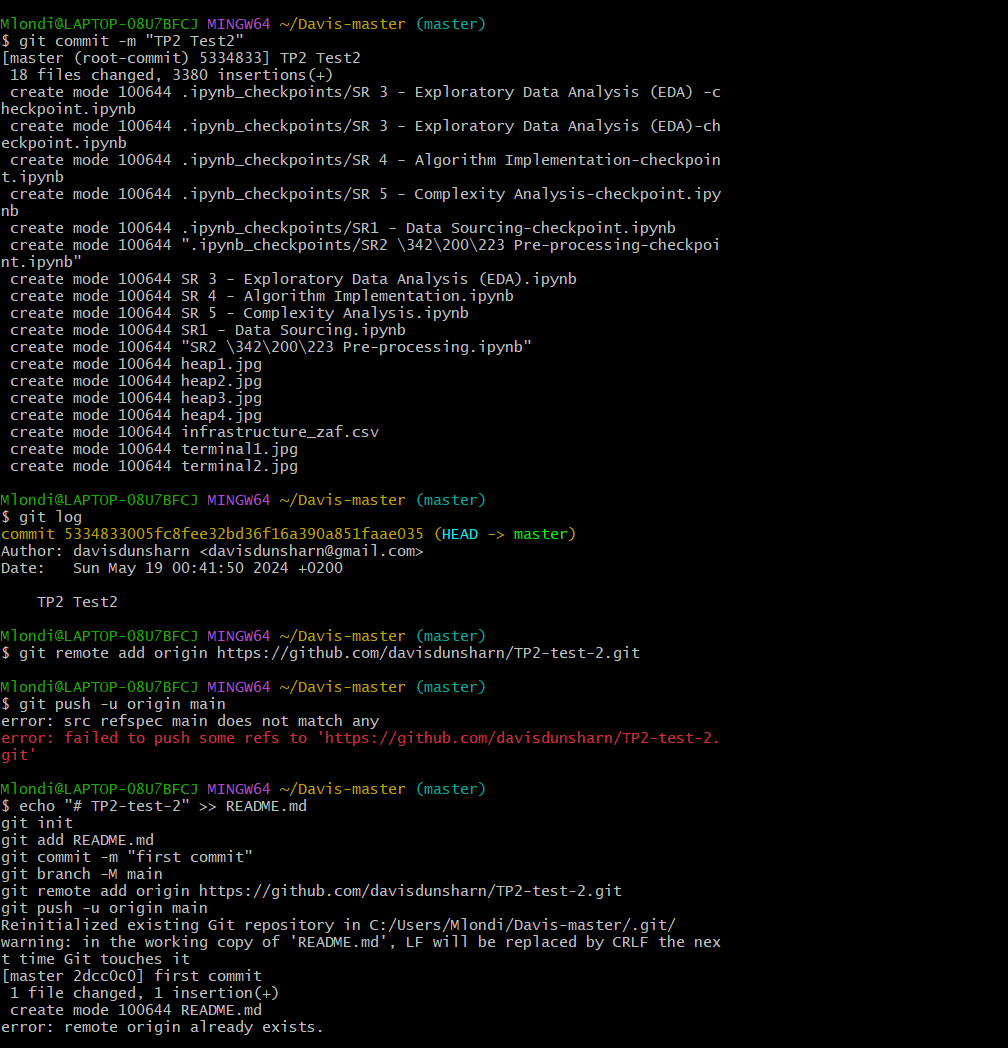 Mlondi@LAPTOP-08U7BFCJ MINGW64 ~/Davis-master (master)
$ git commit -m "TP2 Test2"
[master (root-commit) 5334833] TP2 Test2
 18 files changed, 3380 insertions(+)
 create mode 100644 .ipynb_checkpoints/SR 3 - Exploratory Data Analysis (EDA) -c
heckpoint.ipynb
 create mode 100644 .ipynb_checkpoints/SR 3 - Exploratory Data Analysis (EDA)-ch
eckpoint.ipynb
 create mode 100644 .ipynb_checkpoints/SR 4 - Algorithm Implementation-checkpoin
t.ipynb
 create mode 100644 .ipynb_checkpoints/SR 5 - Complexity Analysis-checkpoint.ipy
nb
 create mode 100644 .ipynb_checkpoints/SR1 - Data Sourcing-checkpoint.ipynb
 create mode 100644 ".ipynb_checkpoints/SR2 \342\200\223 Pre-processing-checkpoi
nt.ipynb"
 create mode 100644 SR 3 - Exploratory Data Analysis (EDA).ipynb
 create mode 100644 SR 4 - Algorithm Implementation.ipynb
 create mode 100644 SR 5 - Complexity Analysis.ipynb
 create mode 100644 SR1 - Data Sourcing.ipynb
 create mode 100644 "SR2 \342\200\223 Pre-processing.ipynb"
 create mode 100644 heap1.jpg
 create mode 100644 heap2.jpg
 create mode 100644 heap3.jpg
 create mode 100644 heap4.jpg
 create mode 100644 infrastructure_zaf.csv
 create mode 100644 terminal1.jpg
 create mode 100644 terminal2.jpg
Mlondi@LAPTOP-08U7BFCJ MINGW64 ~/Davis-master (master)
$ git log
commit 5334833005fc8fee32bd36f16a390a851faae035 (HEAD -> master)
Author: davisdunsharn <davisdunsharn@gmail.com>
Date:   Sun May 19 00:41:50 2024 +0200
    TP2 Test2
Mlondi@LAPTOP-08U7BFCJ MINGW64 ~/Davis-master (master)
$ git remote add origin https://github.com/davisdunsharn/TP2-test-2.git
Mlondi@LAPTOP-08U7BFCJ MINGW64 ~/Davis-master (master)
$ git push -u origin main
error: src refspec main does not match any
error: failed to push some refs to 'https://github.com/davisdunsharn/TP2-test-2.
git'
Mlondi@LAPTOP-08U7BFCJ MINGW64 ~/Davis-master (master)
$ echo "# TP2-test-2" >> README.md
git init
git add README.md
git commit -m "first commit"
git branch -M main
git remote add origin https://github.com/davisdunsharn/TP2-test-2.git
git push -u origin main
Reinitialized existing Git repository in C:/Users/Mlondi/Davis-master/.git/
warning: in the working copy of 'README.md', LF will be replaced by CRLF the nex
t time Git touches it
[master 2dcc0c0] first commit
 1 file changed, 1 insertion(+)
 create mode 100644 README.md
error: remote origin already exists.